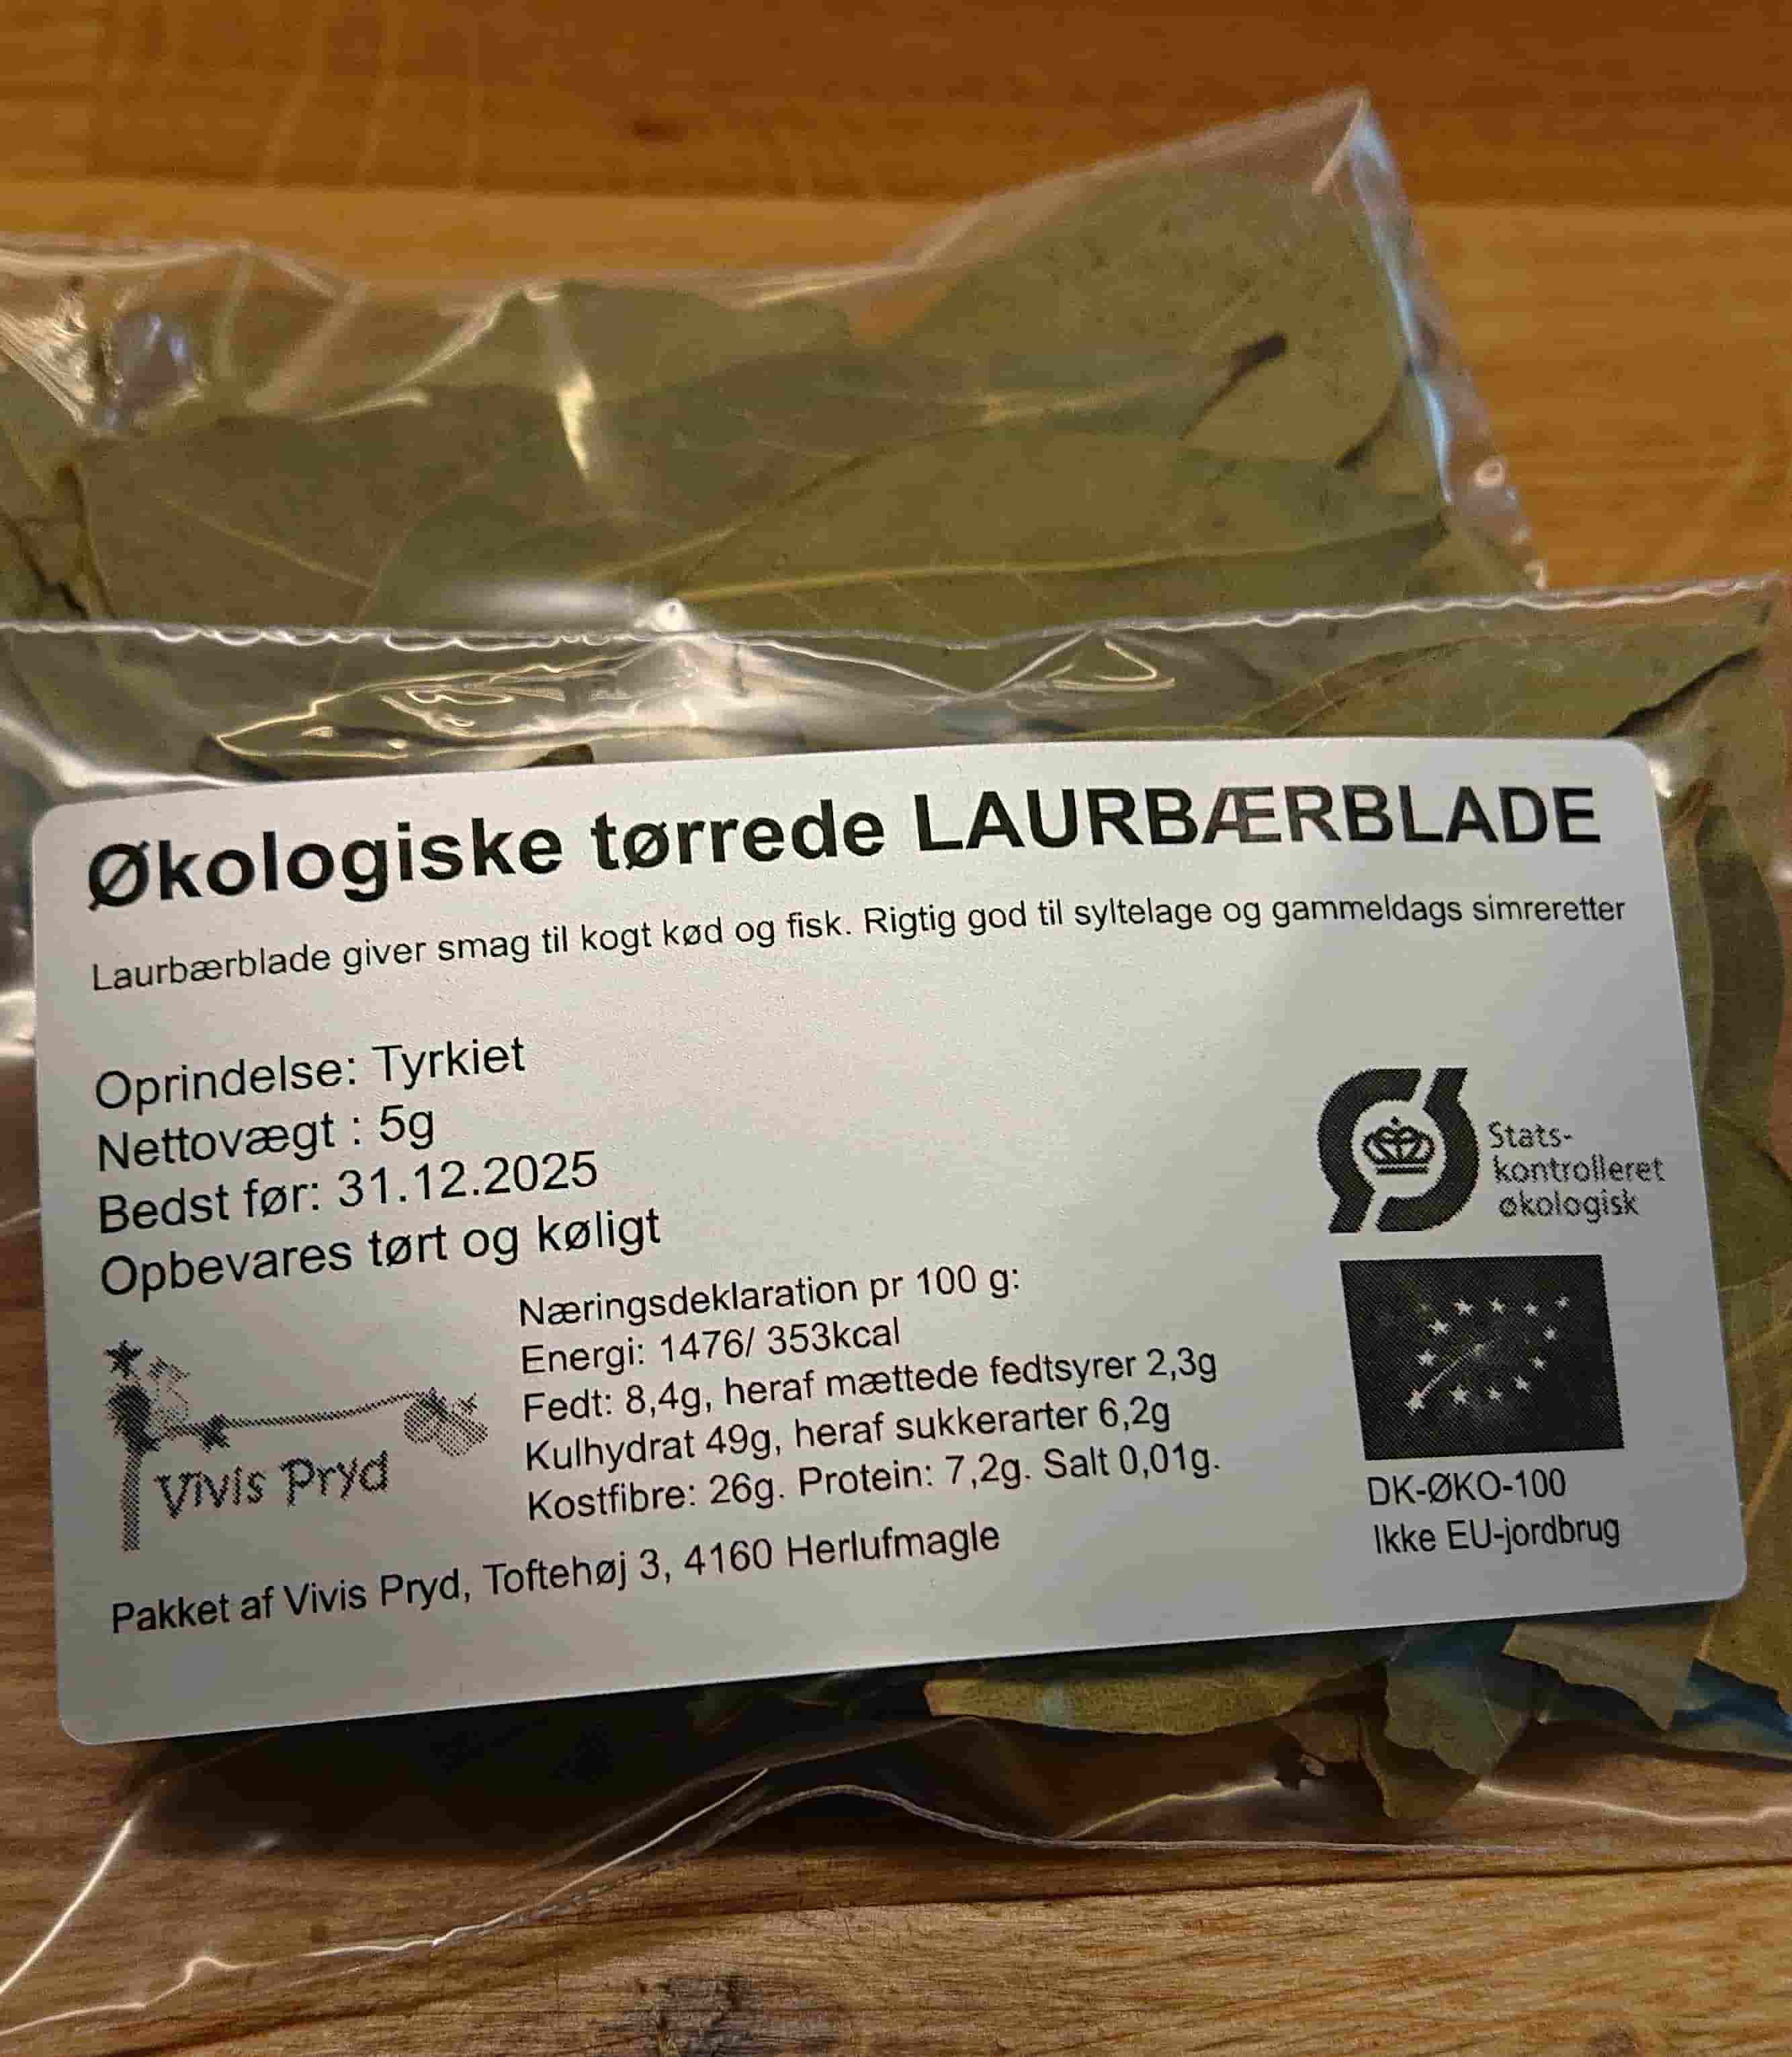 Økologiske tørrede LAURBÆRBLADE
Laurbærblade giver smag til kogt kød og fisk. Rigtig god til syltelage og gammeldags simreretter
Oprindelse: Tyrkiet
Nettovægt : 5g
Bedst før: 31.12.2025
Opbevares tørt og køligt
Næringsdeklaration pr 100 g:
Energi: 1476/ 353kcal
Fedt: 8,4g, heraf mættede fedtsyrer 2,3g
Kulhydrat 49g, heraf sukkerarter 6,2g
Kostfibre: 26g. Protein: 7,2g. Salt 0,01g.
Vivis Pryd
Pakket af Vivis Pryd, Toftehøj 3, 4160 Herlufmagle
Stats-
kontrolleret
økologisk
DK-ØKO-100
Ikke EU-jordbrug